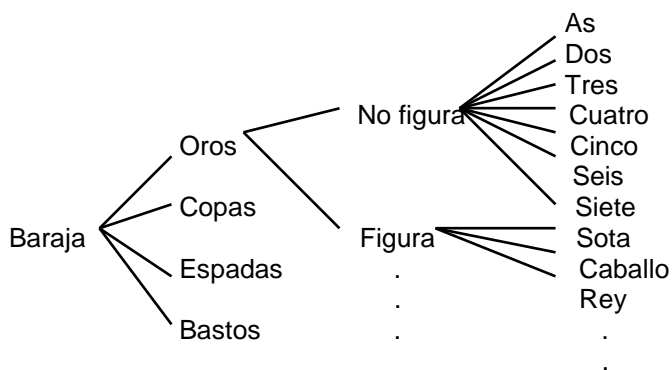 As
Dos
Tres
No figura
Cuatro
Oros
Cinco
Seis
Copas
Siete
Baraja
Figura
Sota
Espadas
.
Caballo
.
Rey
Bastos
.
.
.